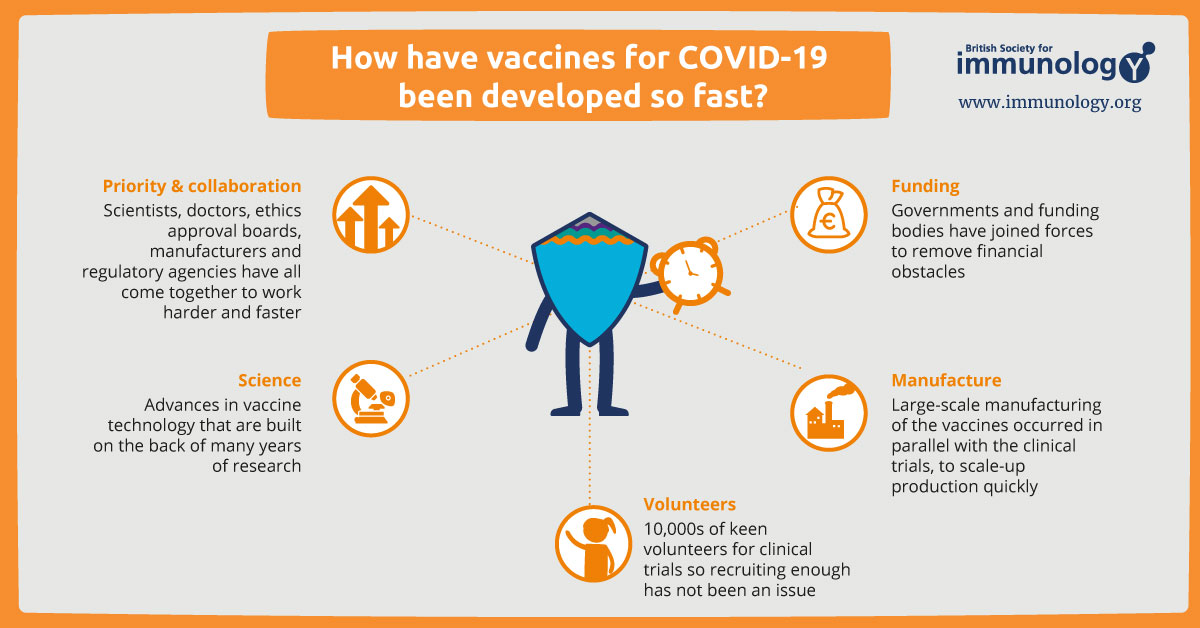 How have vaccines for COVID-19
been developed so fast?
British Society for
immunology
www.immunology.org
Priority & collaboration
Scientists, doctors, ethics
approval boards,
manufacturers and
regulatory agencies have all
come together to work
harder and faster
Funding
Governments and funding
bodies have joined forces
to remove financial
obstacles
€
Science
Advances in vaccine
technology that are built
on the back of many years
of research
Manufacture
Large-scale manufacturing
of the vaccines occurred in
parallel with the clinical
trials, to scale-up
production quickly
Volunteers
10,000s of keen
volunteers for clinical
trials so recruiting enough
has not been an issue